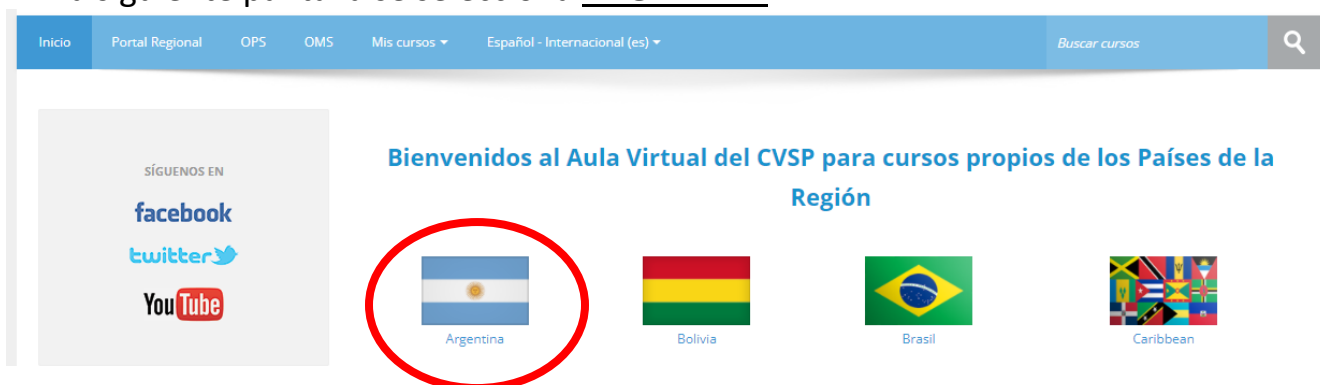 Inicio Portal Regional OPS OMS Mis cursos Español - Internacional (es) Buscar cursos
SÍGUENOS EN
facebook
twitter
YouTube
Bienvenidos al Aula Virtual del CVSP para cursos propios de los Países de la
Región
Argentina Bolivia Brasil Caribbean